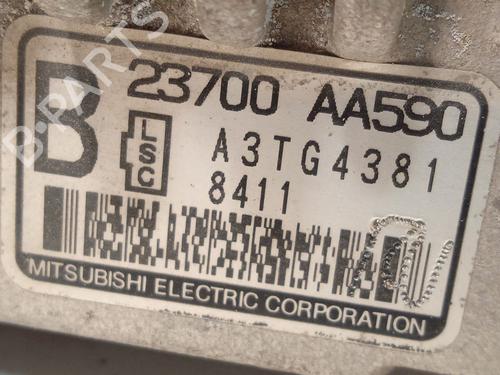 B-PARTS
B
23700 AA590
LSC
A3TG4381
8411
MITSUBISHI ELECTRIC CORPORATION